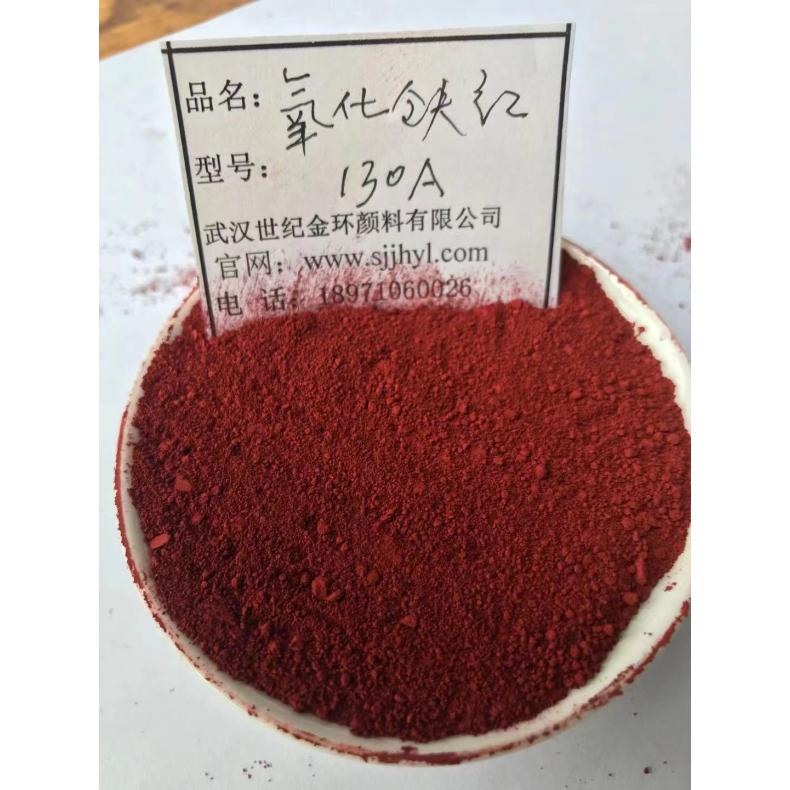 品名：氧化铁红
型号：130A
武汉世纪金环颜料有限公司
官网：www.sjjhyl.com
电 话：18971060026